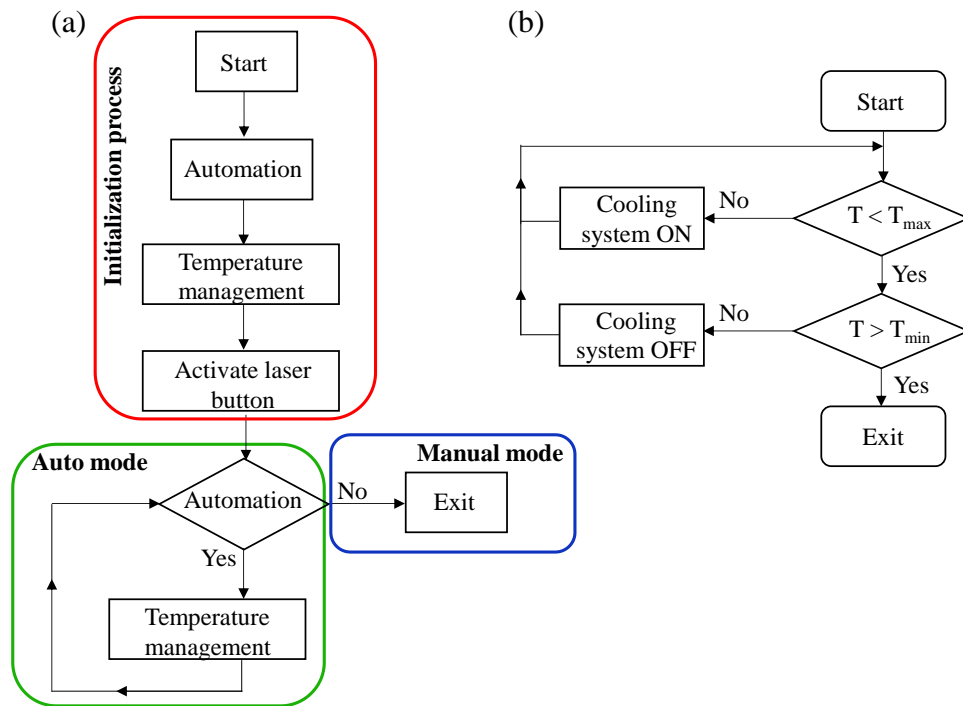 (a)
Initialization process
Start
Automation
Temperature
management
Activate laser
button
Auto mode
Automation
Yes
Temperature
management
No
Manual mode
Exit
(b)
Start
T < Tmax
No
Cooling
system ON
Yes
T > Tmin
No
Cooling
system OFF
Yes
Exit